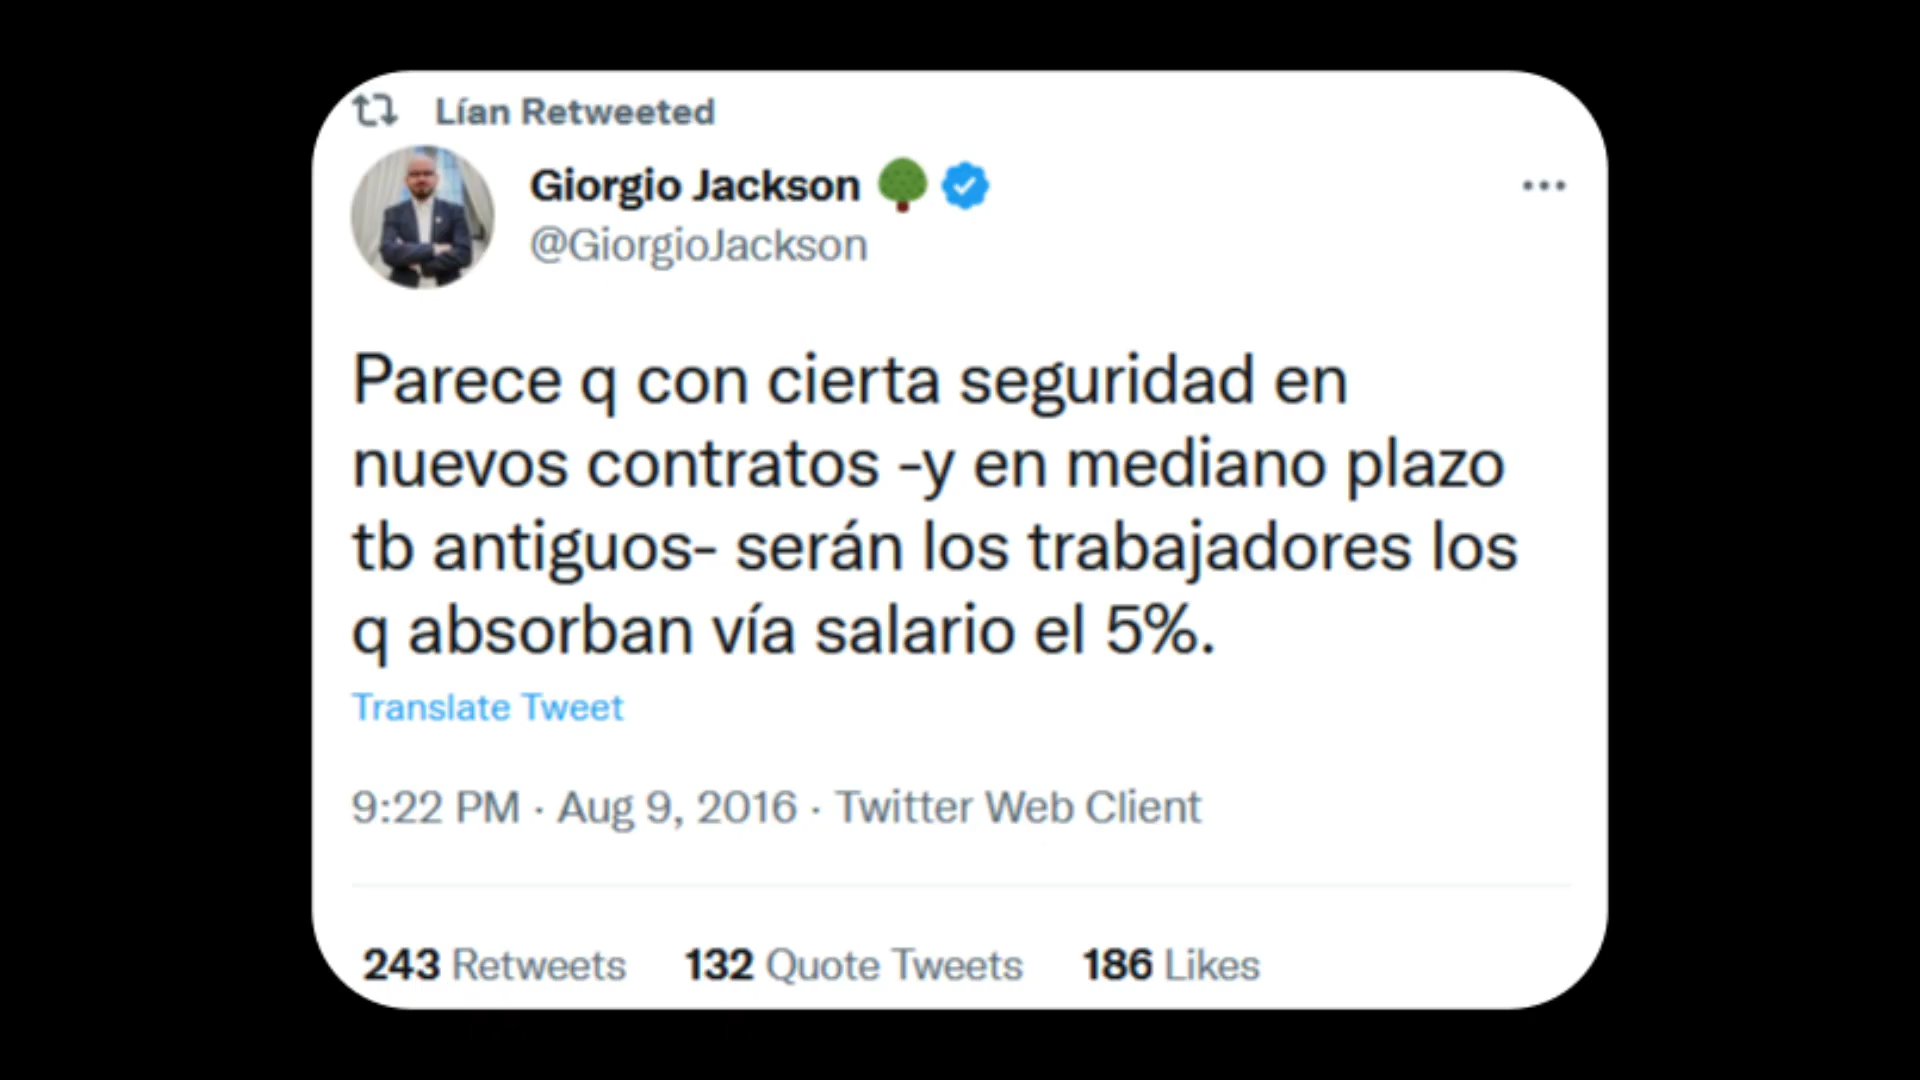 Lían Retweeted
Giorgio Jackson
@GiorgioJackson
Parece q con cierta seguridad en
nuevos contratos -y en mediano plazo
tb antiguos- serán los trabajadores los
q absorban vía salario el 5%.
Translate Tweet
9:22 PM · Aug 9, 2016 · Twitter Web Client
243 Retweets 132 Quote Tweets 186 Likes